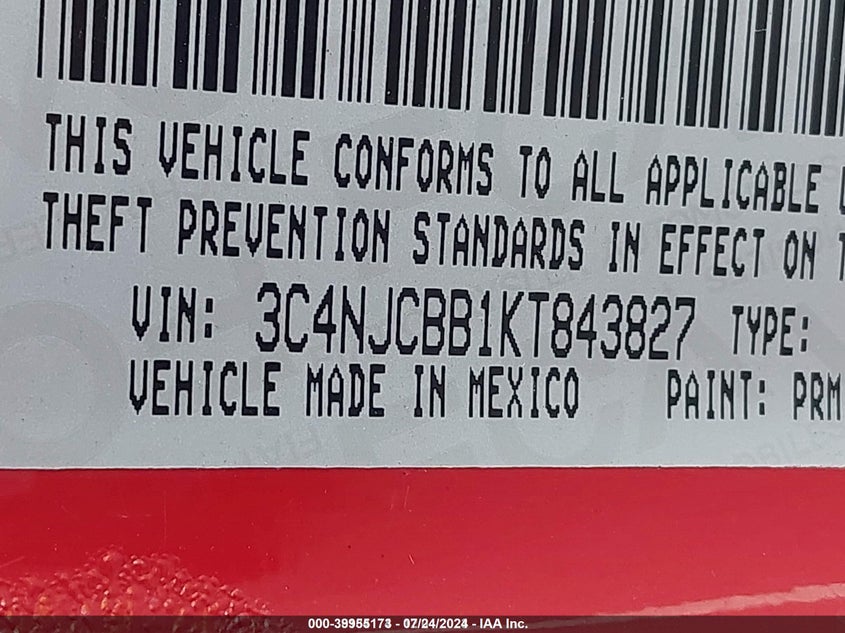 THIS VEHICLE CONFORMS TO ALL APPLICABLE
THEFT PREVENTION STANDARDS IN EFFECT ON
VIN: 3C4NJCBB1KT843827 TYPE:
VEHICLE MADE IN MEXICO PAINT: PRM
000-39955173 - 07/24/2024 - IAA Inc.